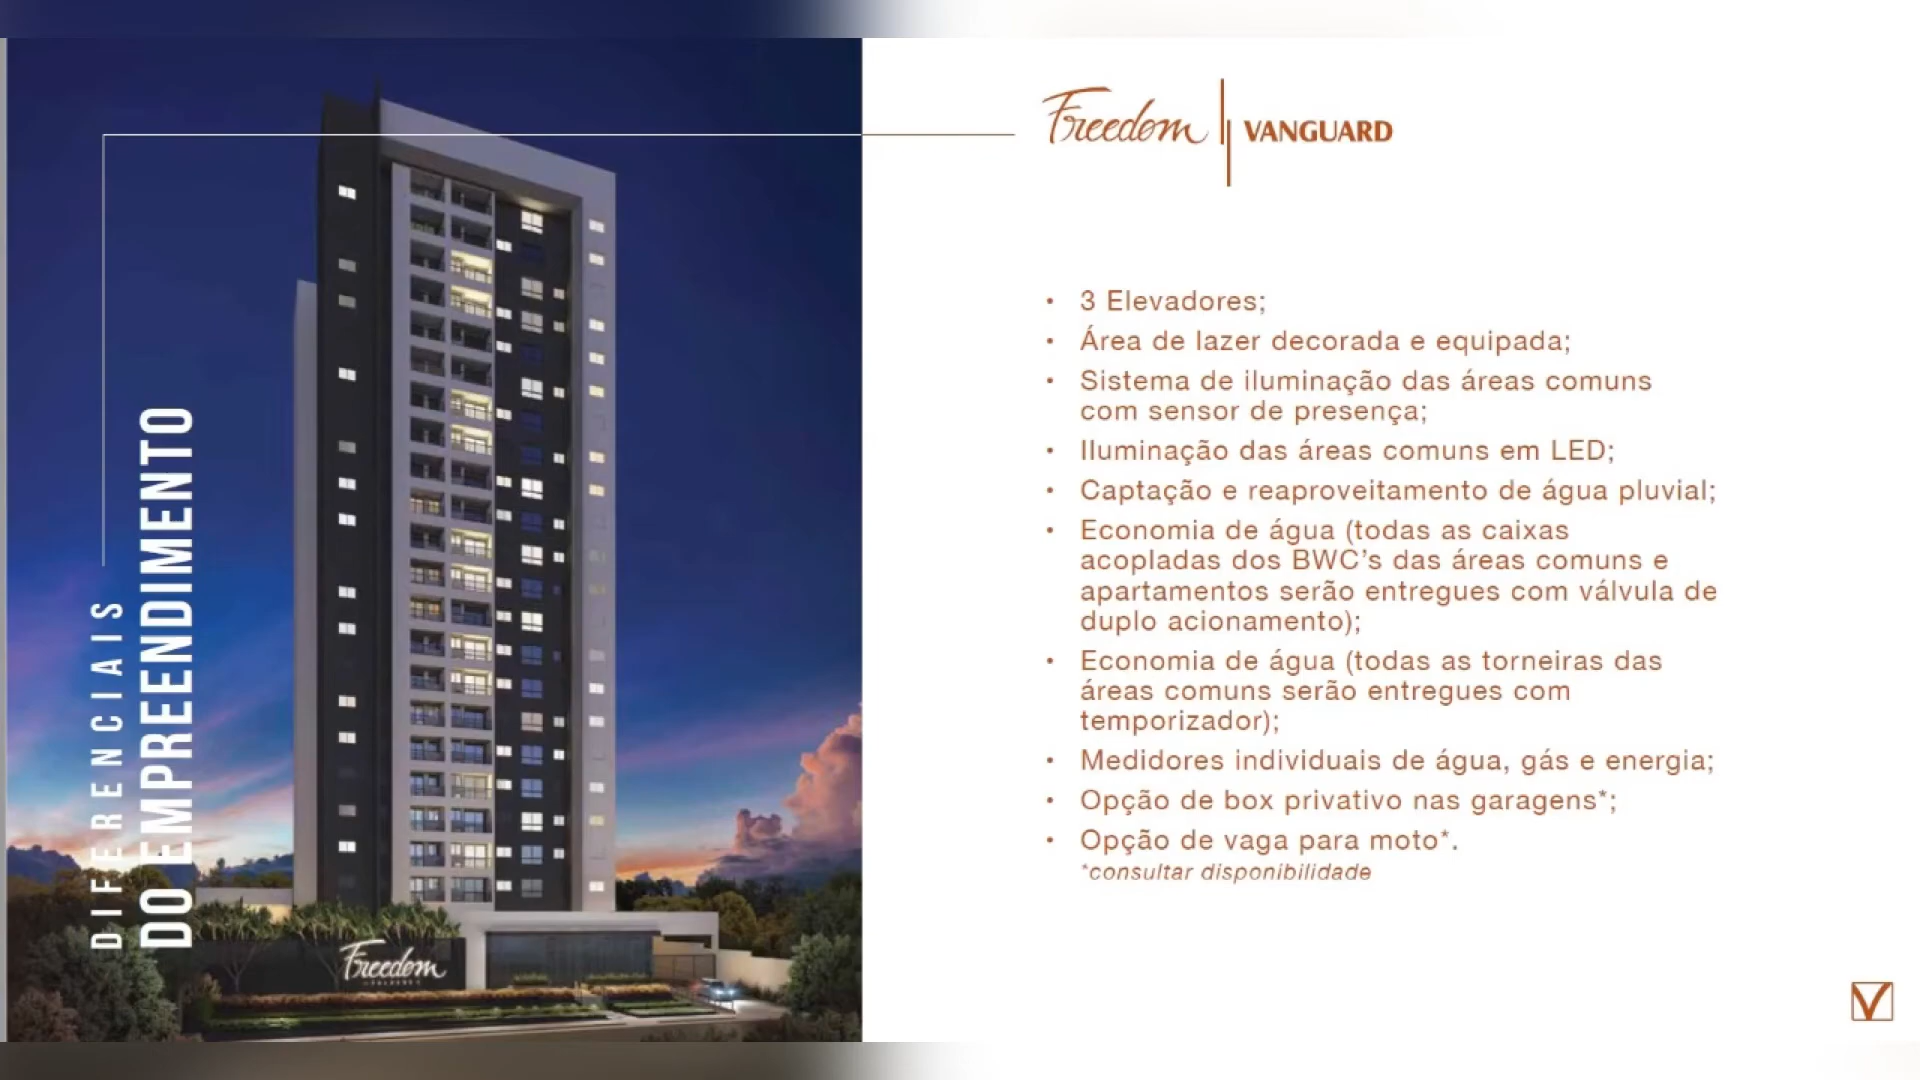 DIFERENCIAIS
DO EMPREENDIMENTO
Freedom
Freedom
VANGUARD
• 3 Elevadores;
• Área de lazer decorada e equipada;
• Sistema de iluminação das áreas comuns
com sensor de presença;
• Iluminação das áreas comuns em LED;
• Captação e reaproveitamento de água pluvial;
• Economia de água (todas as caixas
acopladas dos BWC’s das áreas comuns e
apartamentos serão entregues com válvula de
duplo acionamento);
• Economia de água (todas as torneiras das
áreas comuns serão entregues com
temporizador);
• Medidores individuais de água, gás e energia;
• Opção de box privativo nas garagens*;
• Opção de vaga para moto*.
*consultar disponibilidade